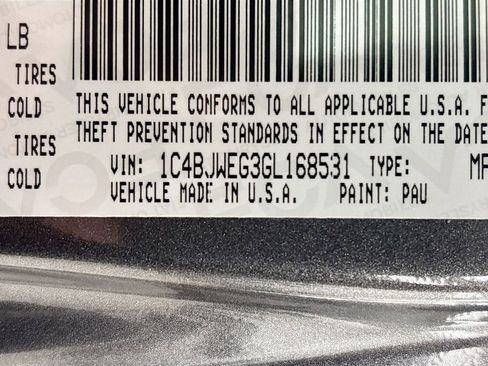 LB
TIRES
COLD
TIRES
COLD
THIS VEHICLE CONFORMS TO ALL APPLICABLE U.S.A. F
THEFT PREVENTION STANDARDS IN EFFECT ON THE DATE
VIN: 1C4BJWEG3GL168531 TYPE: MP
VEHICLE MADE IN U.S.A. PAINT: PAU